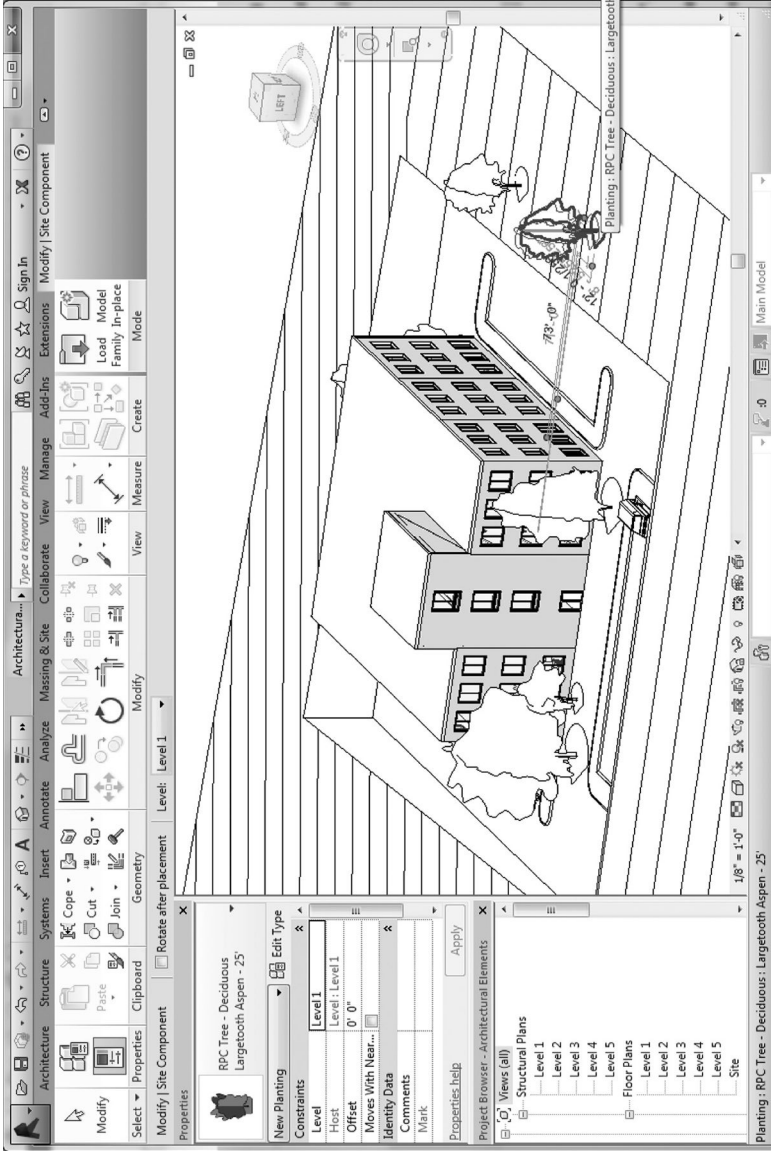 Architectura...
Type a keyword or phrase
Sign In
Architecture Structure Systems Insert Annotate Analyze Massing & Site Collaborate View Manage Add-Ins Extensions Modify | Site Component
Modify
Paste
Cope
Cut
Join
Load Family
Model In-place
Select Properties Clipboard Geometry Modify View Measure Create Mode
Modify | Site Component
Rotate after placement
Level: Level 1
Properties
RPC Tree - Deciduous
Largetooth Aspen - 25'
New Planting
Edit Type
Constraints
Level Level 1
Host Level : Level 1
Offset 0' 0"
Moves With Near...
Identity Data
Comments
Mark
Properties help
Apply
Project Browser - Architectural Elements
Views (all)
Structural Plans
Level 1
Level 2
Level 3
Level 4
Level 5
Floor Plans
Level 1
Level 2
Level 3
Level 4
Level 5
Site
LEFT
73' - 0"
Planting : RPC Tree - Deciduous : Largetooth
1/8" = 1'-0"
Planting : RPC Tree - Deciduous : Largetooth Aspen - 25'
:0
Main Model